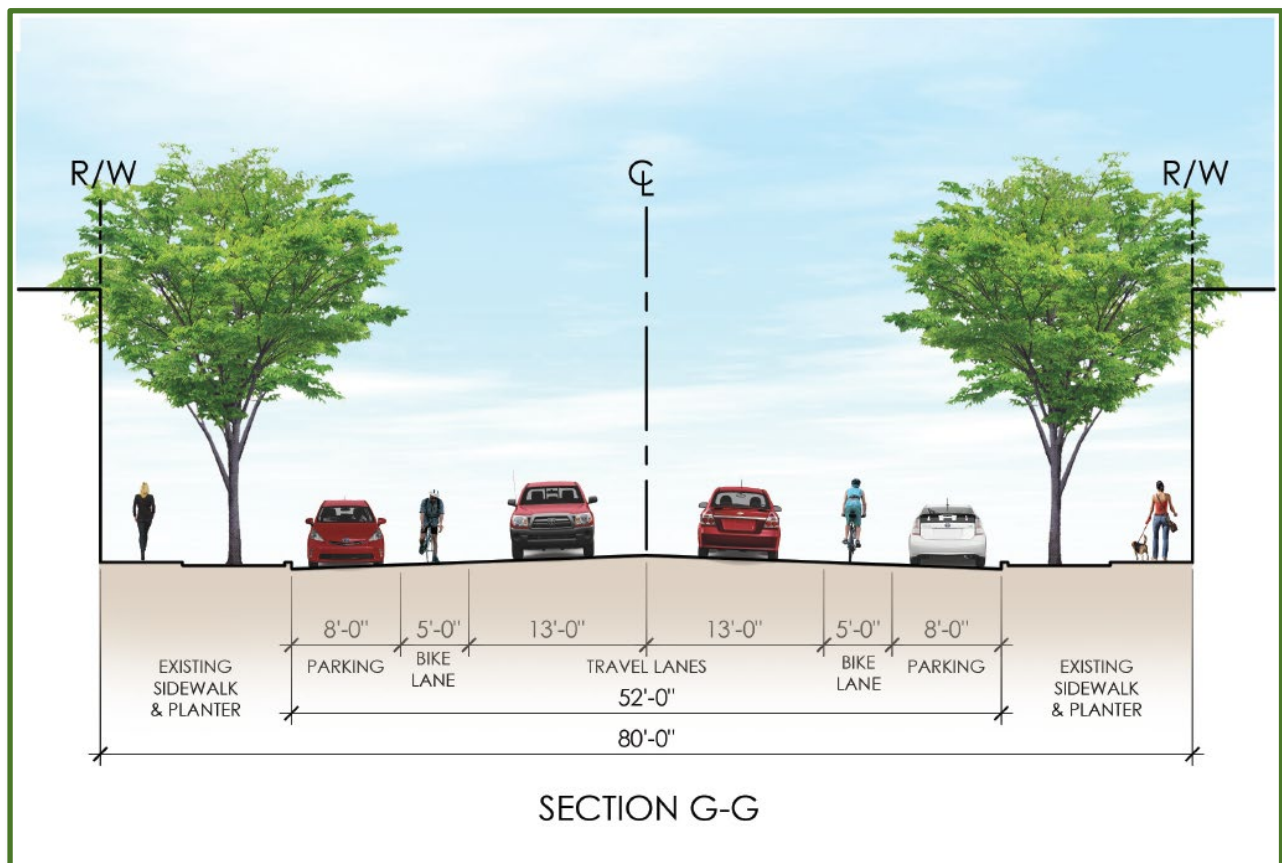 R/W
℄
R/W
8'-0"
5'-0"
13'-0"
13'-0"
5'-0"
8'-0"
EXISTING
SIDEWALK
& PLANTER
PARKING
BIKE
LANE
TRAVEL LANES
BIKE
LANE
PARKING
EXISTING
SIDEWALK
& PLANTER
52'-0"
80'-0"
SECTION G-G